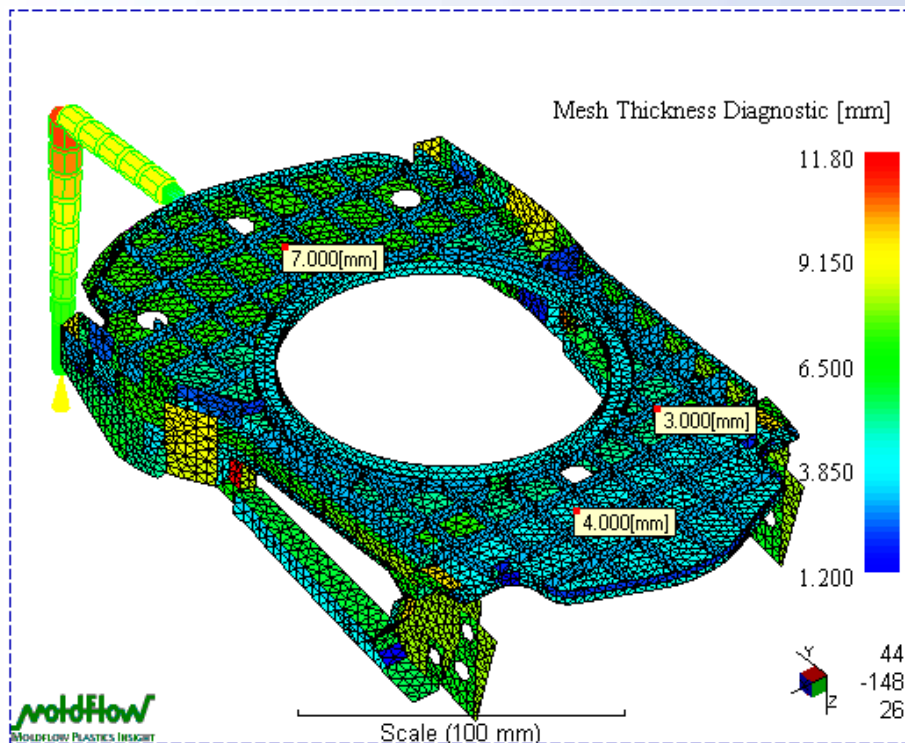 Mesh Thickness Diagnostic [mm]
11.80
9.150
6.500
3.850
1.200
7.000[mm]
3.000[mm]
4.000[mm]
Y
Z
44
-148
26
moldflow
MOLDFLOW PLASTICS INSIGHT
Scale (100 mm)